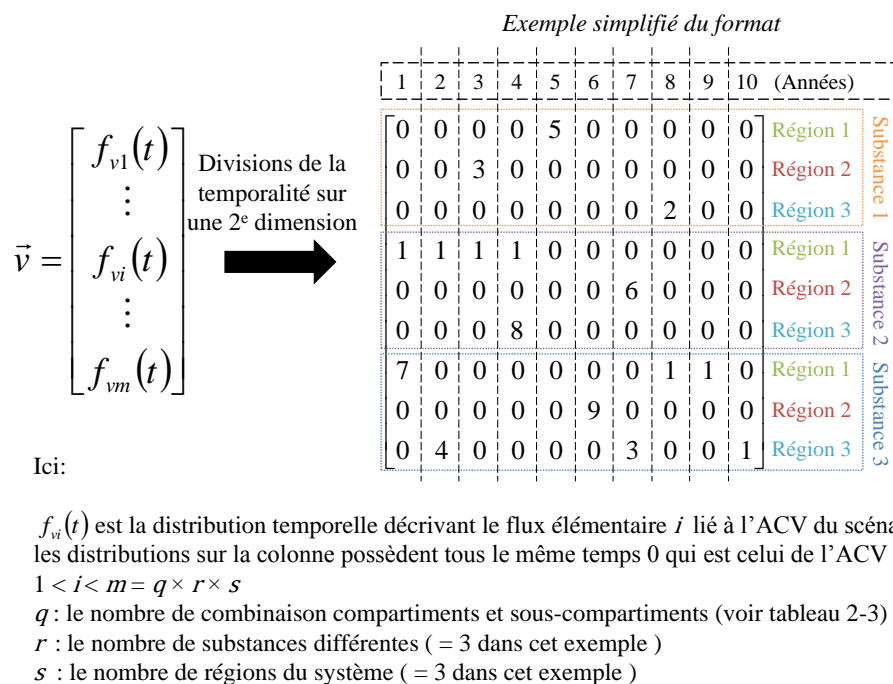 Exemple simplifié du format
1 2 3 4 5 6 7 8 9 10 (Années)
0 0 0 0 5 0 0 0 0 0 Région 1
0 0 3 0 0 0 0 0 0 0 Région 2
0 0 0 0 0 0 0 2 0 0 Région 3
Substance 1
1 1 1 1 0 0 0 0 0 0 Région 1
0 0 0 0 0 0 6 0 0 0 Région 2
0 0 0 8 0 0 0 0 0 0 Région 3
Substance 2
7 0 0 0 0 0 0 1 1 0 Région 1
0 0 0 0 0 9 0 0 0 0 Région 2
0 4 0 0 0 0 3 0 0 1 Région 3
Substance 3
v⃗ =
f_{v1}(t)
⋮
f_{vi}(t)
⋮
f_{vm}(t)
Divisions de la
temporalité sur
une 2e dimension
Ici:
f_{vi}(t) est la distribution temporelle décrivant le flux élémentaire i lié à l'ACV du scéna
les distributions sur la colonne possèdent tous le même temps 0 qui est celui de l'ACV
1 < i < m = q × r × s
q : le nombre de combinaison compartiments et sous-compartiments (voir tableau 2-3)
r : le nombre de substances différentes ( = 3 dans cet exemple )
s : le nombre de régions du système ( = 3 dans cet exemple )